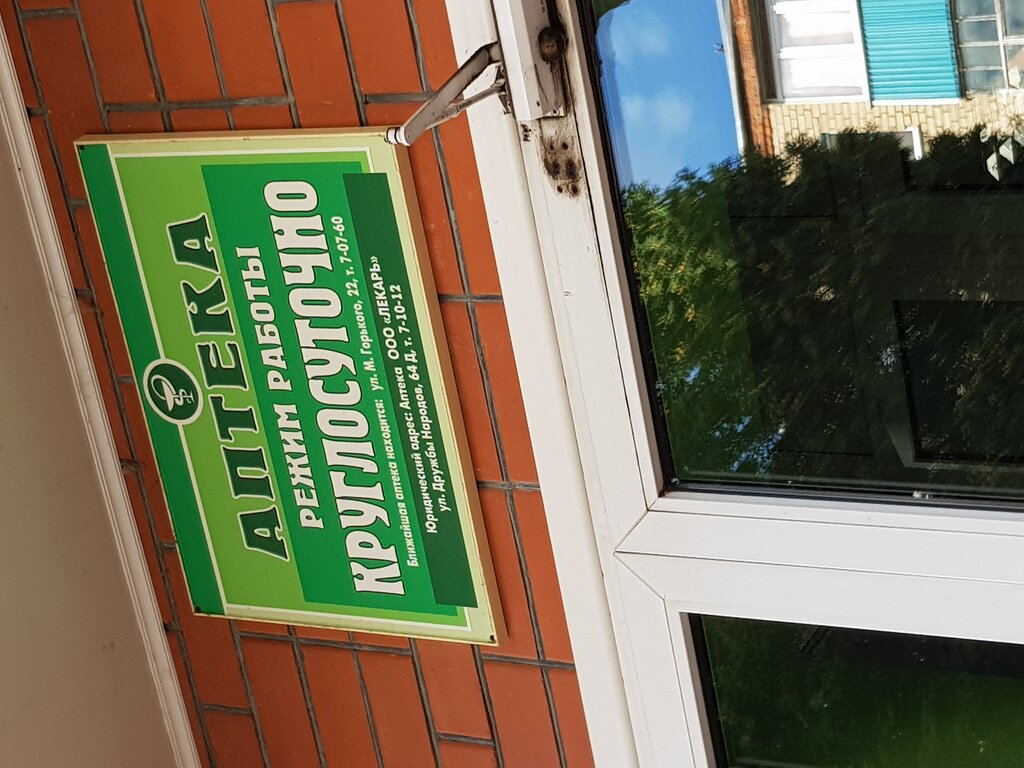 АПТЕКА
РЕЖИМ РАБОТЫ
КРУГЛОСУТОЧНО
Ближайшая аптека находится: ул. М. Горького, 22, т. 7-07-60
Юридический адрес: Аптека ООО «ЛЕКАРЬ»
ул. Дружбы Народов, 64 Д, т. 7-10-12